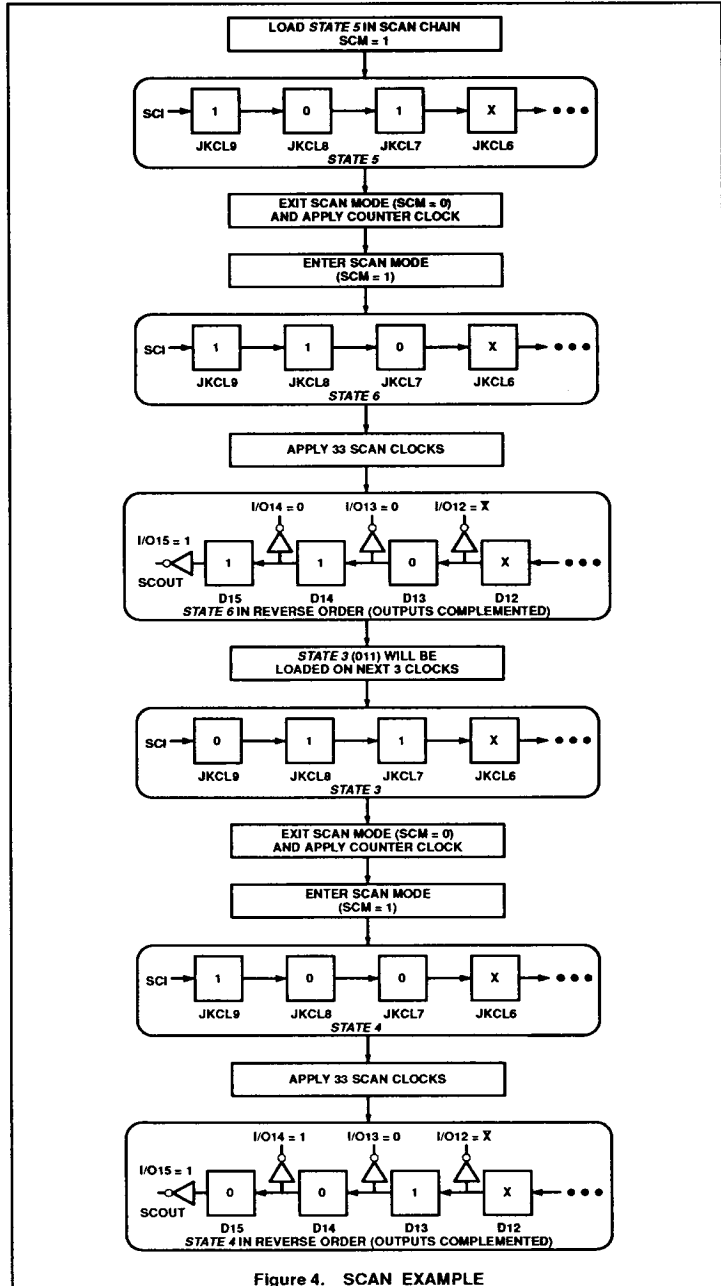 LOAD STATE 5 IN SCAN CHAIN
SCM = 1
SCI 1 0 1 X
JKCL9 JKCL8 JKCL7 JKCL6
STATE 5
EXIT SCAN MODE (SCM = 0)
AND APPLY COUNTER CLOCK
ENTER SCAN MODE
(SCM = 1)
SCI 1 1 0 X
JKCL9 JKCL8 JKCL7 JKCL6
STATE 6
APPLY 33 SCAN CLOCKS
I/O14 = 0 I/O13 = 0 I/O12 = X̅
I/O15 = 1
1 1 0 X
SCOUT
D15 D14 D13 D12
STATE 6 IN REVERSE ORDER (OUTPUTS COMPLEMENTED)
STATE 3 (011) WILL BE
LOADED ON NEXT 3 CLOCKS
SCI 0 1 1 X
JKCL9 JKCL8 JKCL7 JKCL6
STATE 3
EXIT SCAN MODE (SCM = 0)
AND APPLY COUNTER CLOCK
ENTER SCAN MODE
(SCM = 1)
SCI 1 0 0 X
JKCL9 JKCL8 JKCL7 JKCL6
STATE 4
APPLY 33 SCAN CLOCKS
I/O14 = 1 I/O13 = 0 I/O12 = X̅
I/O15 = 1
0 0 1 X
SCOUT
D15 D14 D13 D12
STATE 4 IN REVERSE ORDER (OUTPUTS COMPLEMENTED)
Figure 4. SCAN EXAMPLE